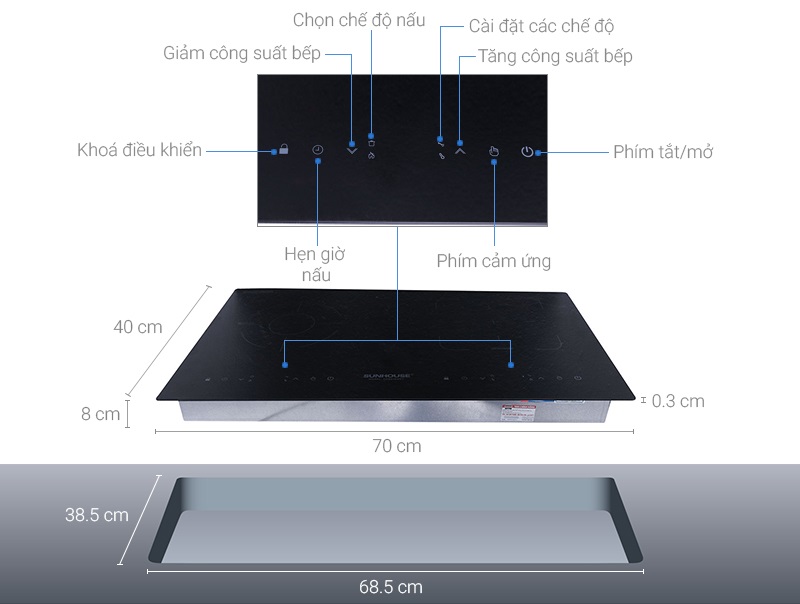 Chọn chế độ nấu
Cài đặt các chế độ
Giảm công suất bếp
Tăng công suất bếp
Khoá điều khiển
Phím tắt/mở
Hẹn giờ
nấu
Phím cảm ứng
40 cm
SUNHOUSE
8 cm
0.3 cm
70 cm
38.5 cm
68.5 cm